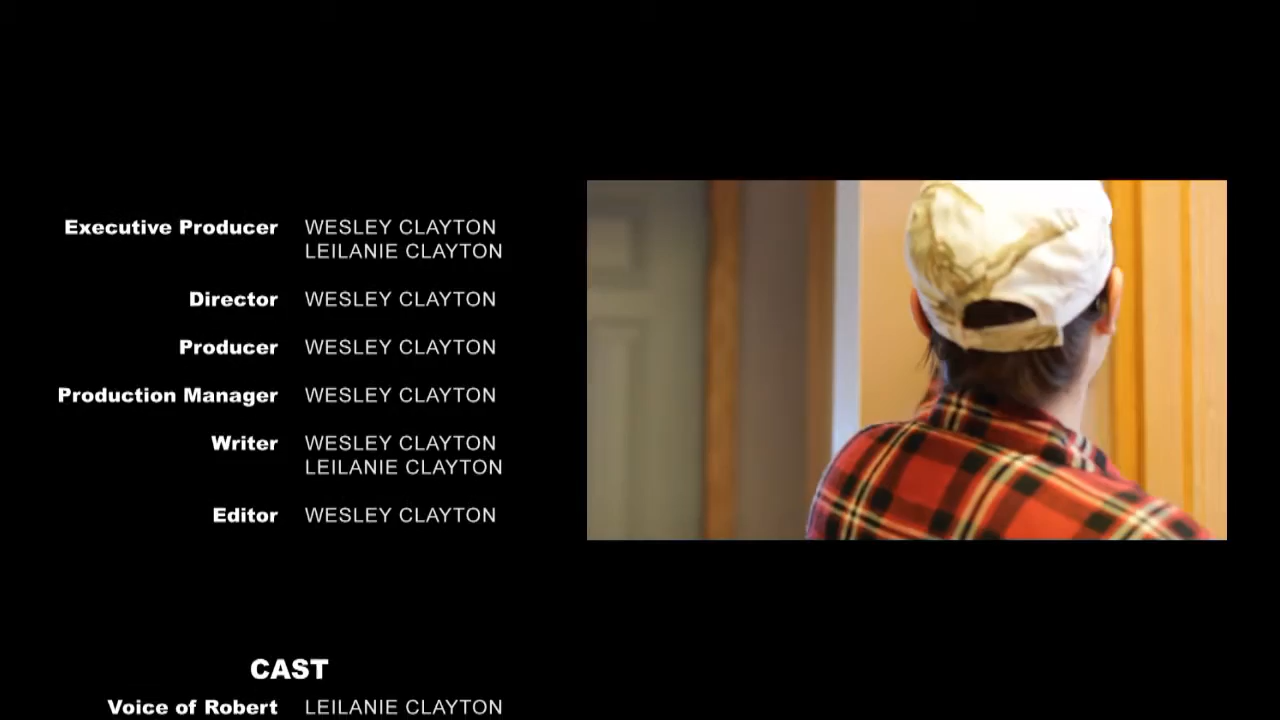 Executive Producer WESLEY CLAYTON
LEILANIE CLAYTON
Director WESLEY CLAYTON
Producer WESLEY CLAYTON
Production Manager WESLEY CLAYTON
Writer WESLEY CLAYTON
LEILANIE CLAYTON
Editor WESLEY CLAYTON
CAST
Voice of Robert LEILANIE CLAYTON